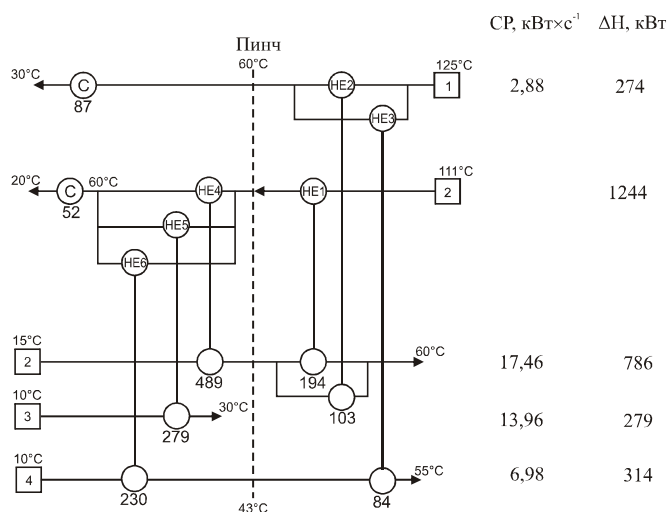 СР, кВт×с⁻¹ ΔН, кВт
Пинч
30°C 60°C 125°C
C HE2 1 2,88 274
87
HE3
20°C 60°C 111°C
C HE4 HE1 2 1244
52
HE5
HE6
15°C 60°C
2 17,46 786
489 194
10°C 30°C
3 103 13,96 279
279
10°C 55°C
4 6,98 314
230 84
43°C